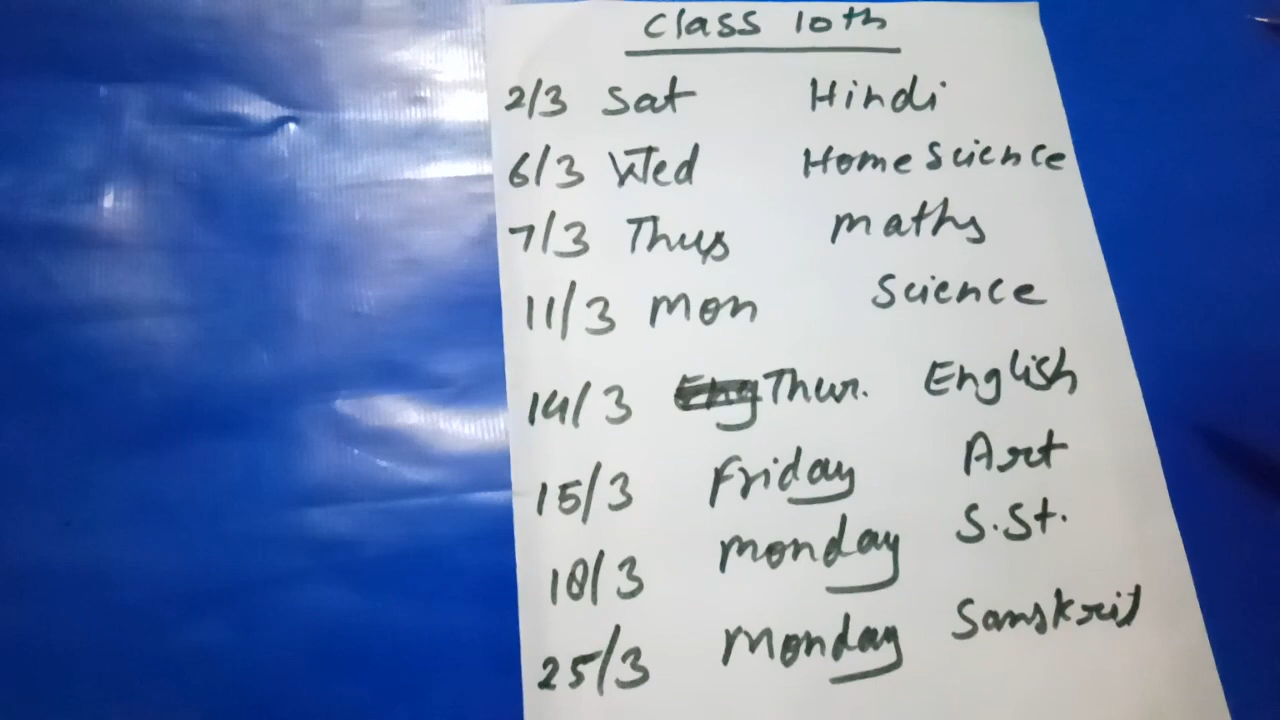 Class 10th
2/3 Sat Hindi
6/3 Wed Home Science
7/3 Thus maths
11/3 Mon Science
14/3 Eng Thur. English
15/3 Friday Art
18/3 Monday S.St.
25/3 Monday Sanskrit